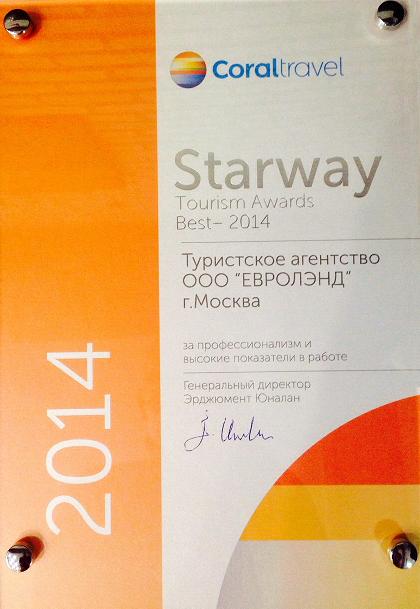 Coraltravel
Starway
Tourism Awards
Best– 2014
Туристское агентство
ООО "ЕВРОЛЭНД"
г.Москва
за профессионализм и
высокие показатели в работе
Генеральный директор
Эрджюмент Юналан
2014